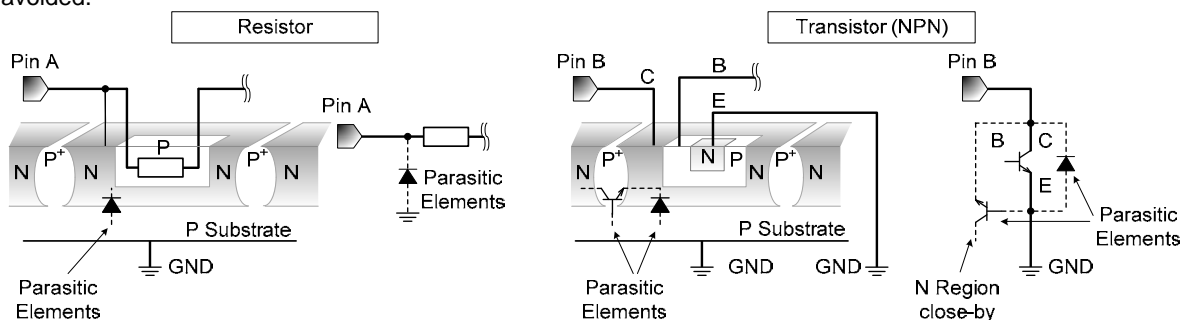 avoided.
Resistor
Transistor (NPN)
Pin A
Pin A
P
N
P+
N
N
P+
N
Parasitic
Elements
P Substrate
GND
Parasitic
Elements
Pin B
C
B
E
N
P+
N
N
P
N
P+
N
P Substrate
GND
GND
Parasitic
Elements
Pin B
B
C
E
Parasitic
Elements
GND
N Region
close-by